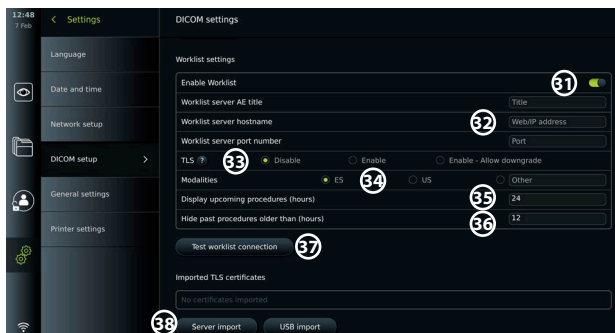 12:48
7 Feb
Settings
DICOM settings
Language
Date and time
Network setup
DICOM setup
General settings
Printer settings
Worklist settings
Enable Worklist 31
Worklist server AE title Title
Worklist server hostname 32 Web/IP address
Worklist server port number Port
TLS ? 33 Disable Enable Enable - Allow downgrade
Modalities ES 34 US Other
Display upcoming procedures (hours) 35 24
Hide past procedures older than (hours) 36 12
Test worklist connection 37
Imported TLS certificates
No certificates imported
38 Server import USB import